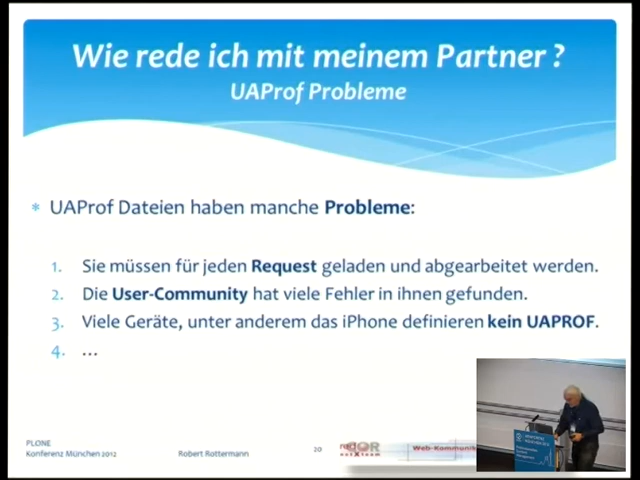 Wie rede ich mit meinem Partner ?
UAProf Probleme
* UAProf Dateien haben manche Probleme:
1. Sie müssen für jeden Request geladen und abgearbeitet werden.
2. Die User-Community hat viele Fehler in ihnen gefunden.
3. Viele Geräte, unter anderem das iPhone definieren kein UAPROF.
4. ...
PLONE
Konferenz München 2012
Robert Rottermann
20
Web-Kommunik